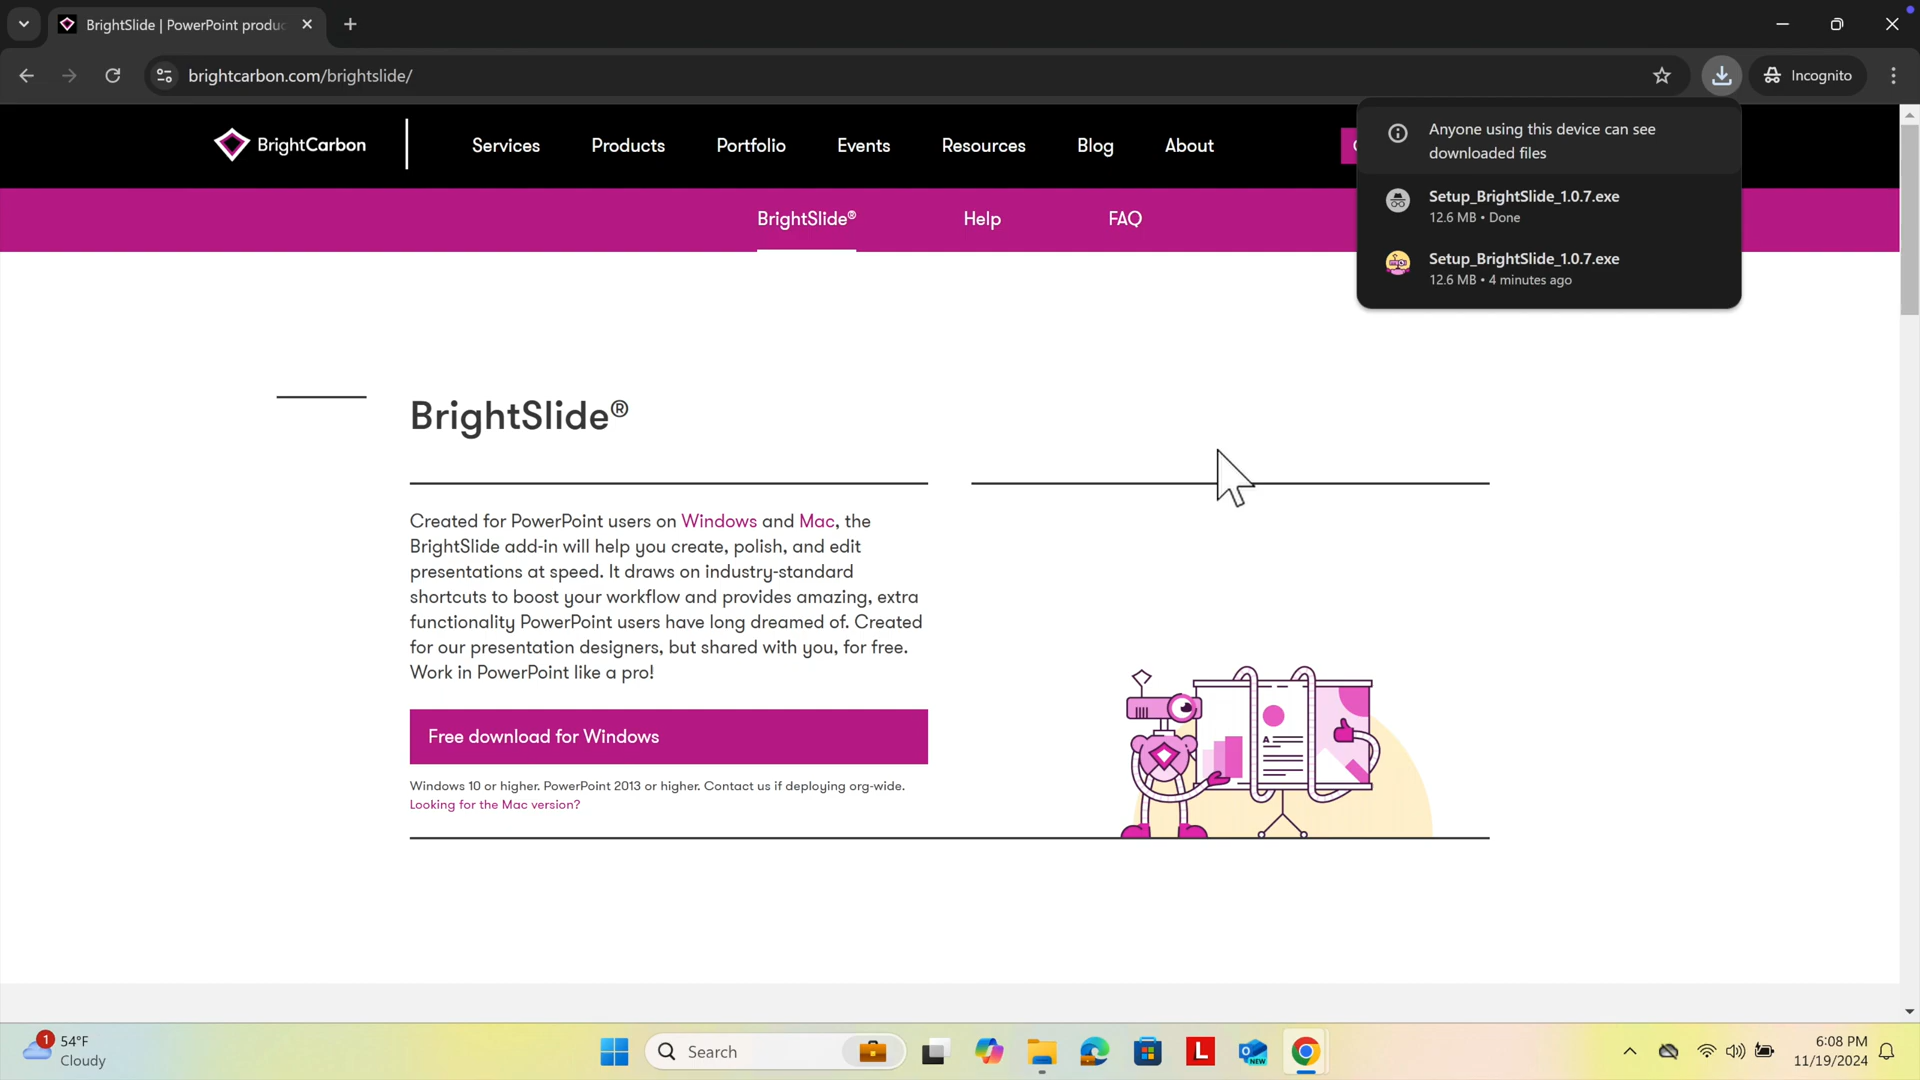 BrightSlide | PowerPoint produc
brightcarbon.com/brightslide/
Incognito
BrightCarbon
Services
Products
Portfolio
Events
Resources
Blog
About
Anyone using this device can see
downloaded files
Setup_BrightSlide_1.0.7.exe
12.6 MB • Done
Setup_BrightSlide_1.0.7.exe
12.6 MB • 4 minutes ago
BrightSlide®
Help
FAQ
BrightSlide®
Created for PowerPoint users on Windows and Mac, the
BrightSlide add-in will help you create, polish, and edit
presentations at speed. It draws on industry-standard
shortcuts to boost your workflow and provides amazing, extra
functionality PowerPoint users have long dreamed of. Created
for our presentation designers, but shared with you, for free.
Work in PowerPoint like a pro!
Free download for Windows
Windows 10 or higher. PowerPoint 2013 or higher. Contact us if deploying org-wide.
Looking for the Mac version?
A
1
54°F
Cloudy
Search
L
NEW
6:08 PM
11/19/2024